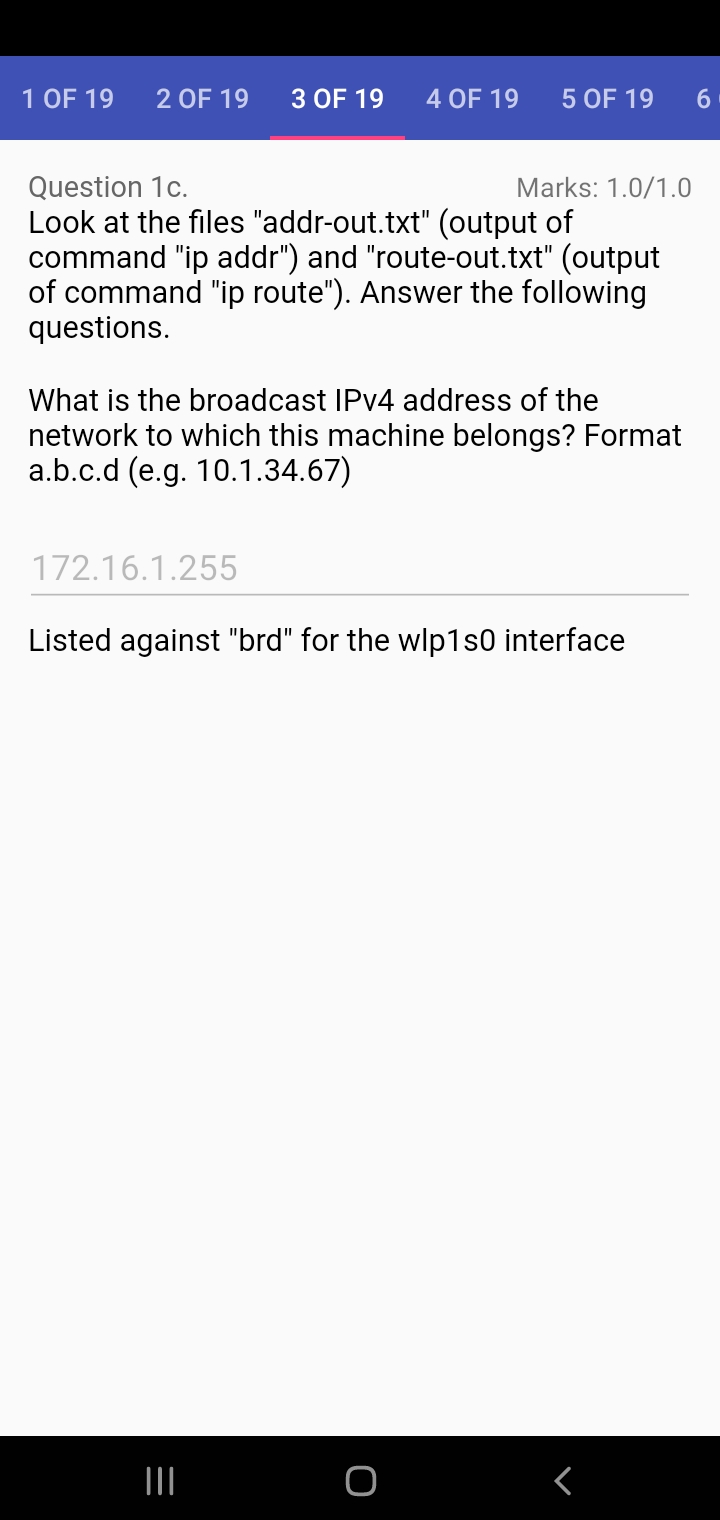 1 OF 19 2 OF 19 3 OF 19 4 OF 19 5 OF 19 6
Question 1c. Marks: 1.0/1.0
Look at the files "addr-out.txt" (output of
command "ip addr") and "route-out.txt" (output
of command "ip route"). Answer the following
questions.
What is the broadcast IPv4 address of the
network to which this machine belongs? Format
a.b.c.d (e.g. 10.1.34.67)
172.16.1.255
Listed against "brd" for the wlp1s0 interface